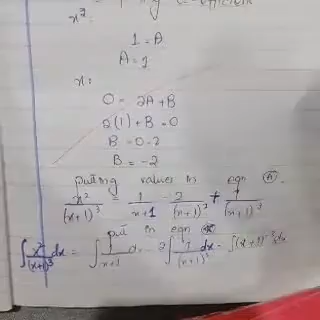 x²:
1 = A
A = 1
x:
0 = 2A + B
2(1) + B = 0
B = 0 - 2
B = -2
putting values in eqn (A).
x²/(x+1)³ = 1/x+1 - 2/(x+1)² + 1/(x+1)³
put in eqn
∫x²/(x+1)³ dx = ∫1/x+1 dx - 2∫1/(x+1)² dx - ∫(x+1)⁻³dx